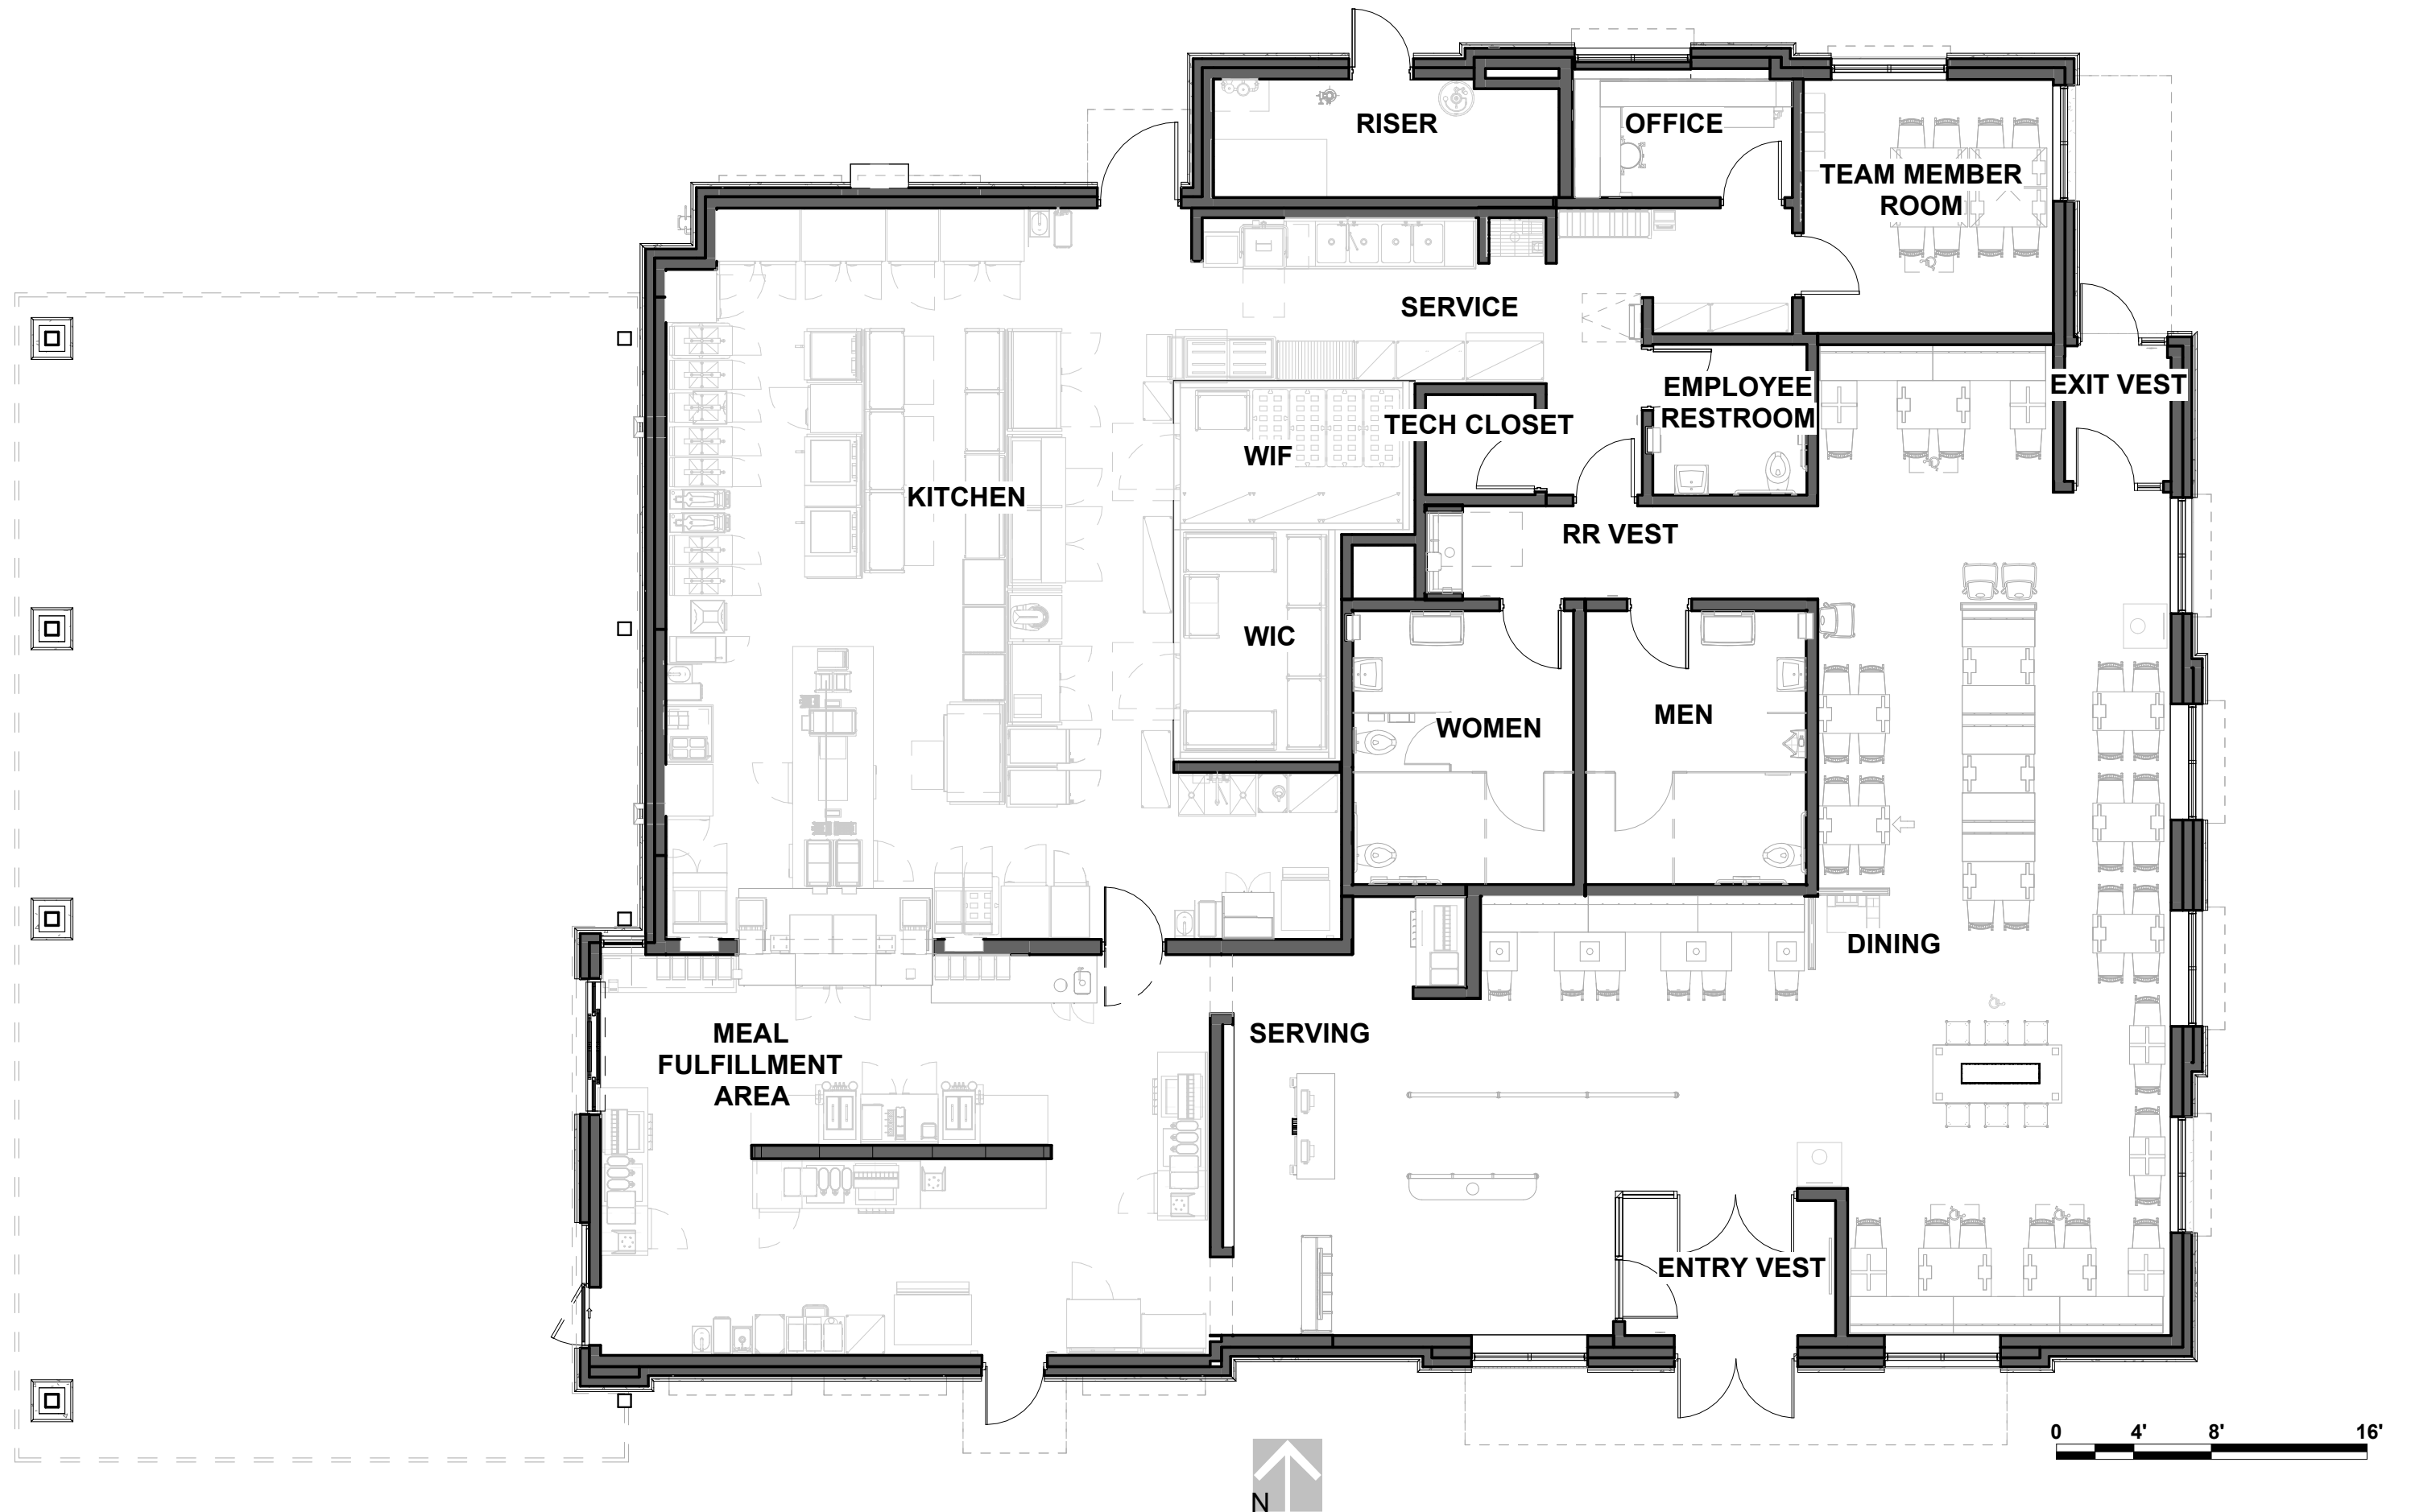 RISER
OFFICE
TEAM MEMBER
ROOM
SERVICE
EXIT VEST
EMPLOYEE
RESTROOM
TECH CLOSET
WIF
KITCHEN
RR VEST
WIC
WOMEN
MEN
DINING
MEAL
FULFILLMENT
AREA
SERVING
ENTRY VEST
0 4' 8' 16'
N